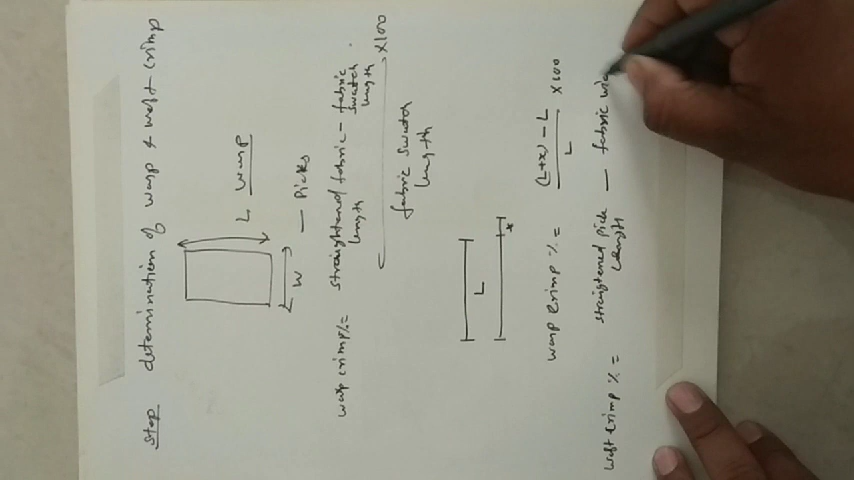 Step determination of warp & weft crimp
L warp
W — Picks
warp crimp % = straightened fabric length – fabric swatch length × 100
fabric swatch length
L
x
warp crimp % = (L+x) – L × 100
L
weft crimp % = straightened pick length — fabric wi